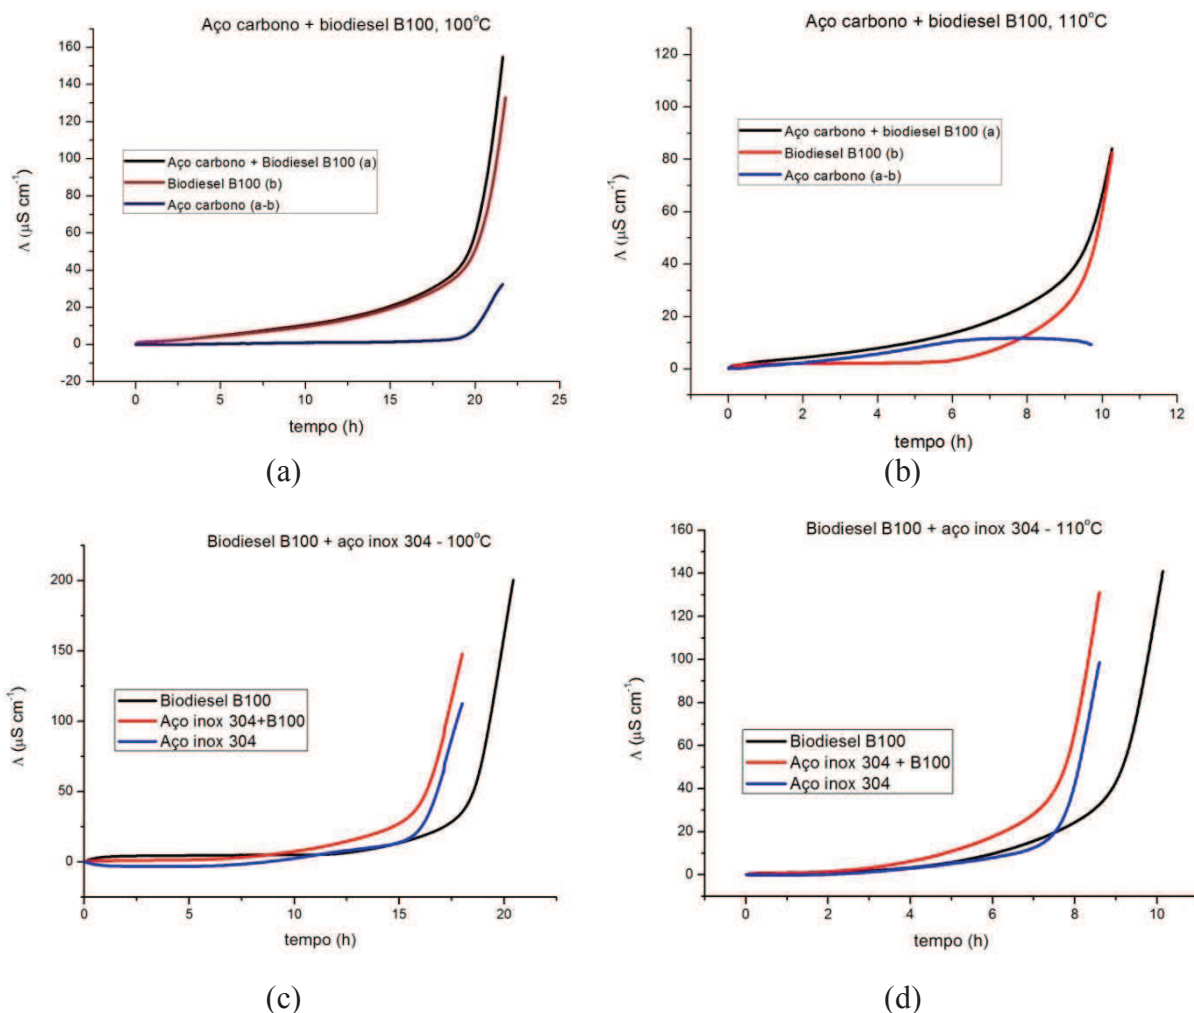 Aço carbono + biodiesel B100, 100°C
160
140
120
100
80
60
40
20
0
-20
Λ (μS cm⁻¹)
Aço carbono + Biodiesel B100 (a)
Biodiesel B100 (b)
Aço carbono (a-b)
0 5 10 15 20 25
tempo (h)
(a)
Aço carbono + biodiesel B100, 110°C
120
100
80
60
40
20
0
Λ (μS cm⁻¹)
Aço carbono + biodiesel B100 (a)
Biodiesel B100 (b)
Aço carbono (a-b)
0 2 4 6 8 10 12
tempo (h)
(b)
Biodiesel B100 + aço inox 304 - 100°C
200
150
100
50
0
Λ (μS cm⁻¹)
Biodiesel B100
Aço inox 304+B100
Aço inox 304
0 5 10 15 20
tempo (h)
(c)
Biodiesel B100 + aço inox 304 - 110°C
160
140
120
100
80
60
40
20
0
Λ (μS cm⁻¹)
Biodiesel B100
Aço inox 304 + B100
Aço inox 304
0 2 4 6 8 10
tempo (h)
(d)